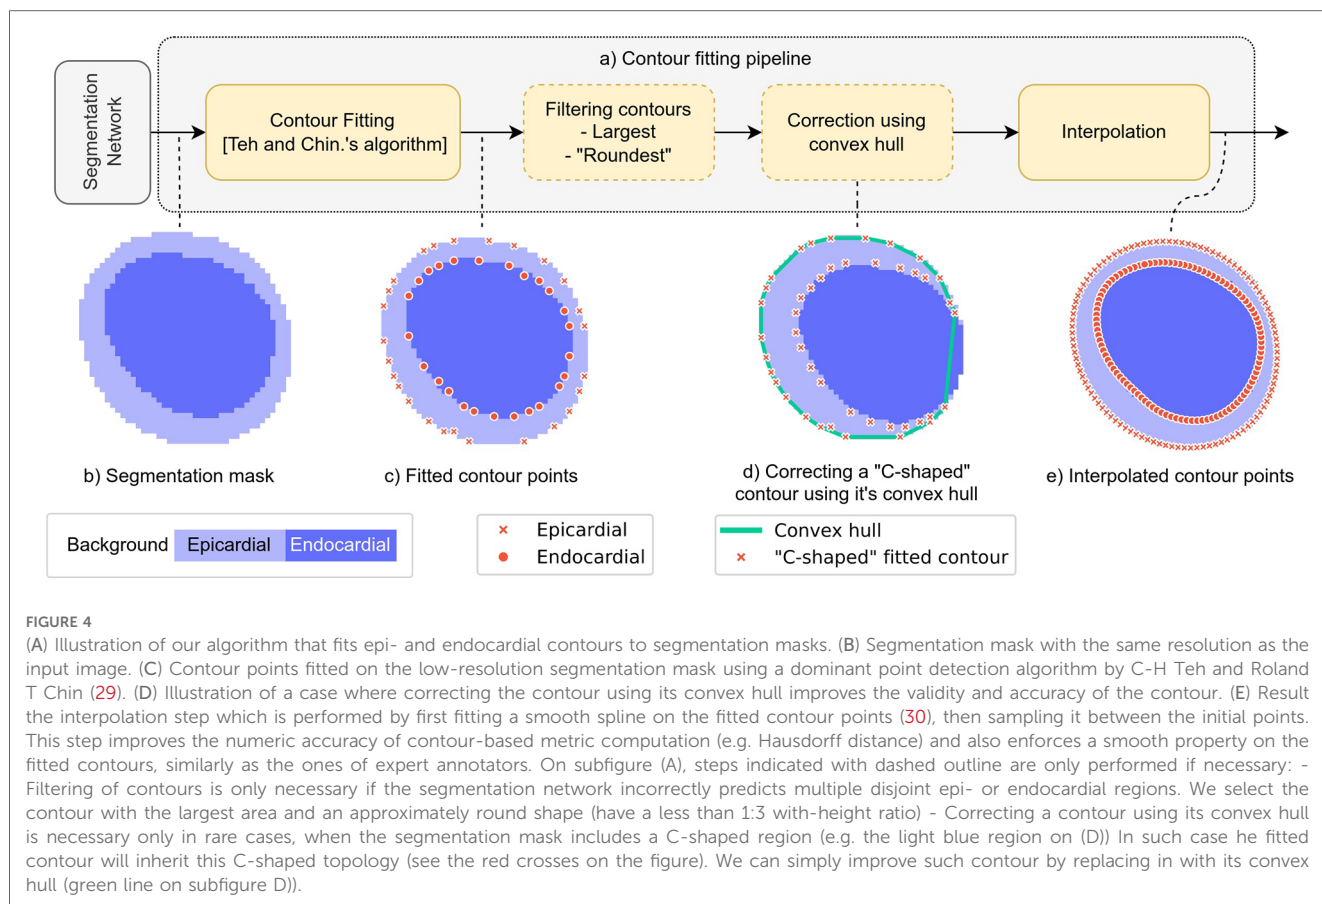 a) Contour fitting pipeline
Segmentation
Network
Contour Fitting
[Teh and Chin.'s algorithm]
Filtering contours
- Largest
- "Roundest"
Correction using
convex hull
Interpolation
b) Segmentation mask
c) Fitted contour points
d) Correcting a "C-shaped"
contour using it's convex hull
e) Interpolated contour points
Background Epicardial Endocardial
Epicardial
Endocardial
Convex hull
"C-shaped" fitted contour
FIGURE 4
(A) Illustration of our algorithm that fits epi- and endocardial contours to segmentation masks. (B) Segmentation mask with the same resolution as the
input image. (C) Contour points fitted on the low-resolution segmentation mask using a dominant point detection algorithm by C-H Teh and Roland
T Chin (29). (D) Illustration of a case where correcting the contour using its convex hull improves the validity and accuracy of the contour. (E) Result
the interpolation step which is performed by first fitting a smooth spline on the fitted contour points (30), then sampling it between the initial points.
This step improves the numeric accuracy of contour-based metric computation (e.g. Hausdorff distance) and also enforces a smooth property on the
fitted contours, similarly as the ones of expert annotators. On subfigure (A), steps indicated with dashed outline are only performed if necessary: -
Filtering of contours is only necessary if the segmentation network incorrectly predicts multiple disjoint epi- or endocardial regions. We select the
contour with the largest area and an approximately round shape (have a less than 1:3 with-height ratio) - Correcting a contour using its convex hull
is necessary only in rare cases, when the segmentation mask includes a C-shaped region (e.g. the light blue region on (D)) In such case he fitted
contour will inherit this C-shaped topology (see the red crosses on the figure). We can simply improve such contour by replacing in with its convex
hull (green line on subfigure D)).